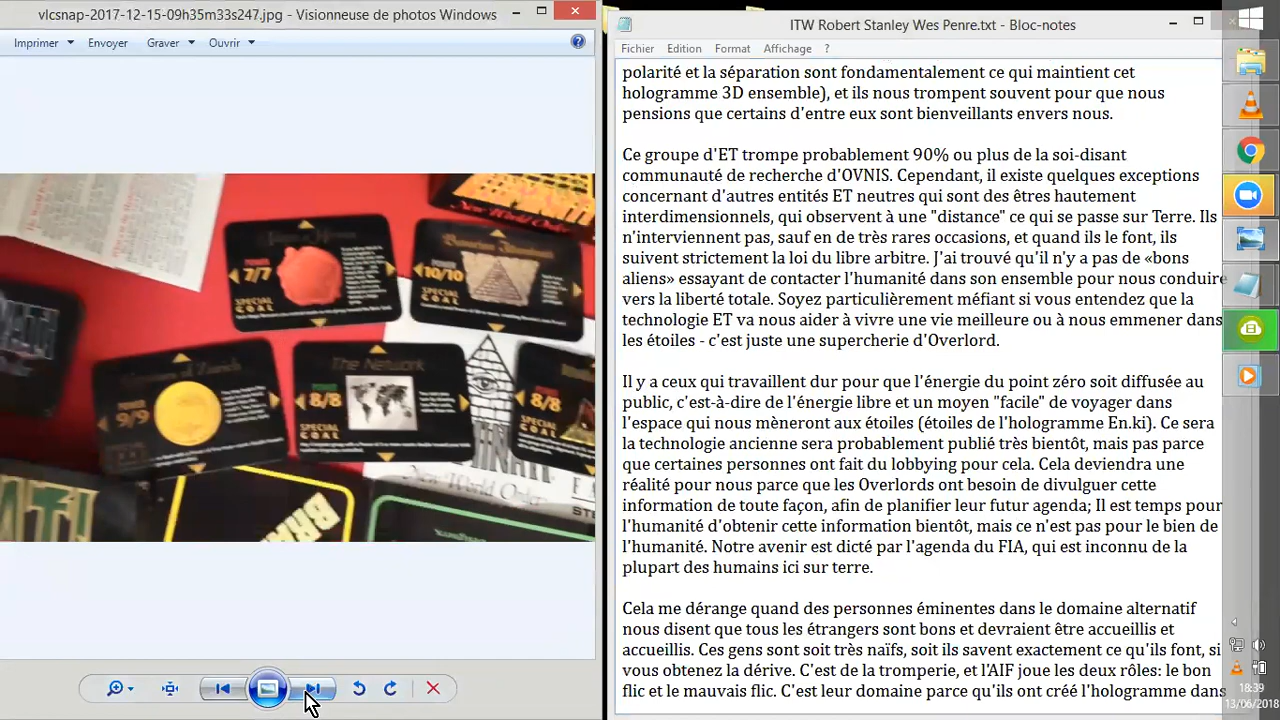 vlcsnap-2017-12-15-09h35m33s247.jpg - Visionneuse de photos Windows
Imprimer
Envoyer
Graver
Ouvrir
New World Order
POWER
7/7
SPECIAL
GOAL
10/10
SPECIAL
GOAL
Gnomes of Zurich
9/9
The Network
POWER
8/8
SPECIAL
GOAL
8/8
SPECIAL
GOAL
New World Order
ITW Robert Stanley Wes Penre.txt - Bloc-notes
Fichier
Edition
Format
Affichage
?
polarité et la séparation sont fondamentalement ce qui maintient cet
hologramme 3D ensemble), et ils nous trompent souvent pour que nous
pensions que certains d'entre eux sont bienveillants envers nous.
Ce groupe d'ET trompe probablement 90% ou plus de la soi-disant
communauté de recherche d'OVNIS. Cependant, il existe quelques exceptions
concernant d'autres entités ET neutres qui sont des êtres hautement
interdimensionnels, qui observent à une "distance" ce qui se passe sur Terre. Ils
n'interviennent pas, sauf en de très rares occasions, et quand ils le font, ils
suivent strictement la loi du libre arbitre. J'ai trouvé qu'il n'y a pas de «bons
aliens» essayant de contacter l'humanité dans son ensemble pour nous conduire
vers la liberté totale. Soyez particulièrement méfiant si vous entendez que la
technologie ET va nous aider à vivre une vie meilleure ou à nous emmener dans
les étoiles - c'est juste une supercherie d'Overlord.
Il y a ceux qui travaillent dur pour que l'énergie du point zéro soit diffusée au
public, c'est-à-dire de l'énergie libre et un moyen "facile" de voyager dans
l'espace qui nous mèneront aux étoiles (étoiles de l'hologramme En.ki). Ce sera
la technologie ancienne sera probablement publié très bientôt, mais pas parce
que certaines personnes ont fait du lobbying pour cela. Cela deviendra une
réalité pour nous parce que les Overlords ont besoin de divulguer cette
information de toute façon, afin de planifier leur futur agenda; Il est temps pour
l'humanité d'obtenir cette information bientôt, mais ce n'est pas pour le bien de
l'humanité. Notre avenir est dicté par l'agenda du FIA, qui est inconnu de la
plupart des humains ici sur terre.
Cela me dérange quand des personnes éminentes dans le domaine alternatif
nous disent que tous les étrangers sont bons et devraient être accueillis et
accueillis. Ces gens sont soit très naïfs, soit ils savent exactement ce qu'ils font, si
vous obtenez la dérive. C'est de la tromperie, et l'AIF joue les deux rôles: le bon
flic et le mauvais flic. C'est leur domaine parce qu'ils ont créé l'hologramme dans
18:39
13/06/2018